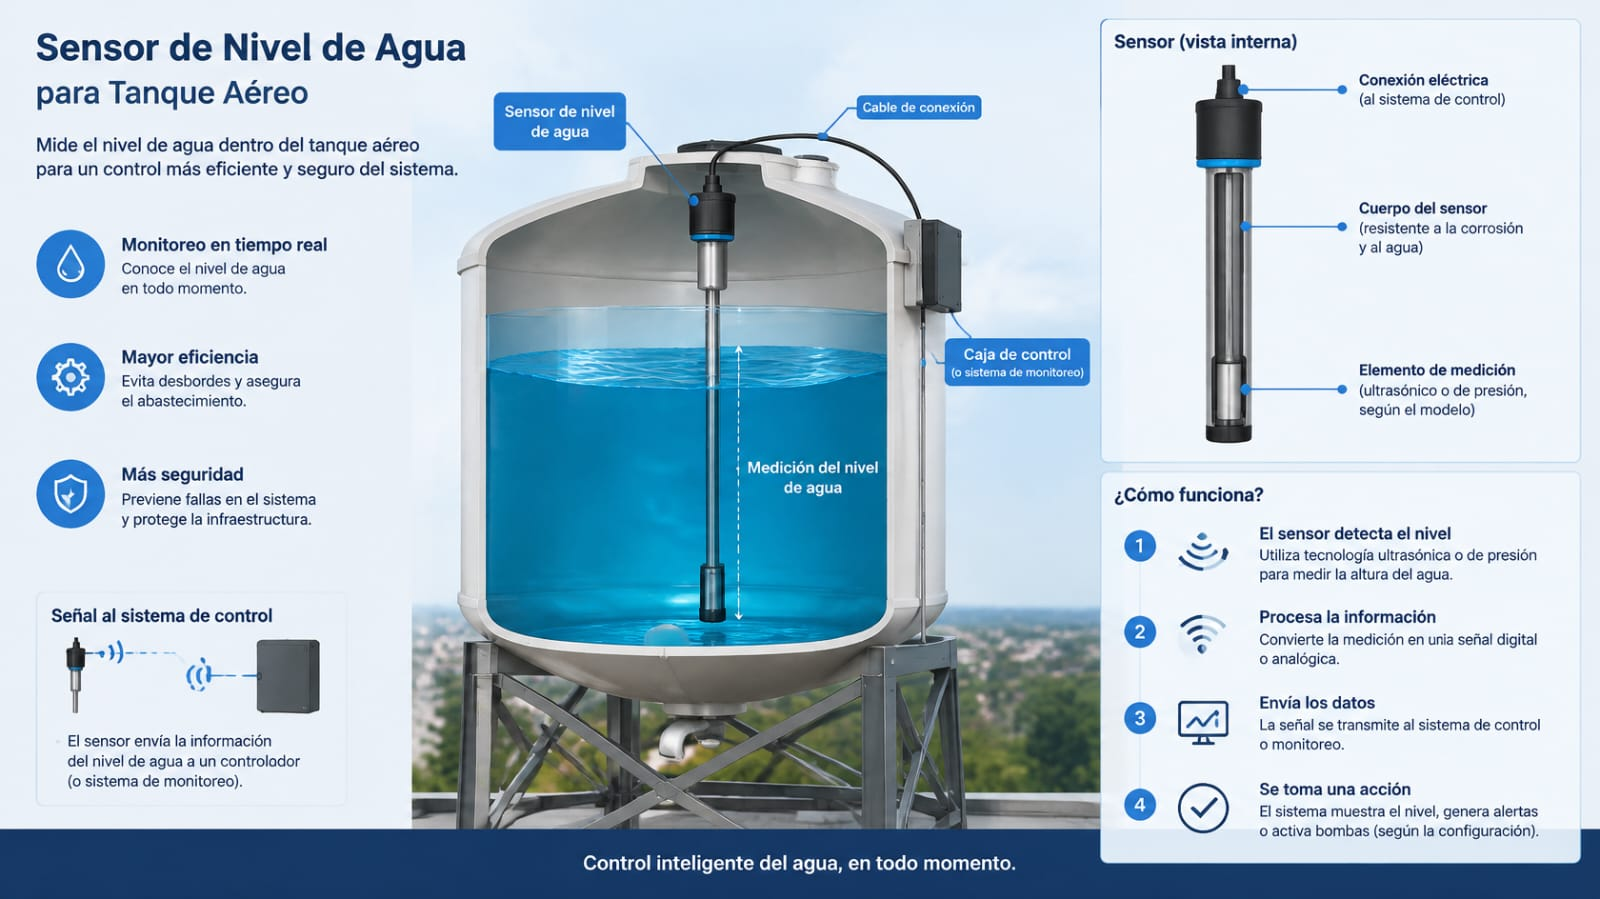 Sensor de Nivel de Agua
para Tanque Aéreo
Mide el nivel de agua dentro del tanque aéreo
para un control más eficiente y seguro del sistema.
Monitoreo en tiempo real
Conoce el nivel de agua
en todo momento.
Mayor eficiencia
Evita desbordes y asegura
el abastecimiento.
Más seguridad
Previene fallas en el sistema
y protege la infraestructura.
Señal al sistema de control
El sensor envía la información
del nivel de agua a un controlador
(o sistema de monitoreo).
Sensor de nivel
de agua
Cable de conexión
Caja de control
(o sistema de monitoreo)
Medición del nivel
de agua
Sensor (vista interna)
Conexión eléctrica
(al sistema de control)
Cuerpo del sensor
(resistente a la corrosión
y al agua)
Elemento de medición
(ultrasónico o de presión,
según el modelo)
¿Cómo funciona?
1
El sensor detecta el nivel
Utiliza tecnología ultrasónica o de presión
para medir la altura del agua.
2
Procesa la información
Convierte la medición en una señal digital
o analógica.
3
Envía los datos
La señal se transmite al sistema de control
o monitoreo.
4
Se toma una acción
El sistema muestra el nivel, genera alertas
o activa bombas (según la configuración).
Control inteligente del agua, en todo momento.